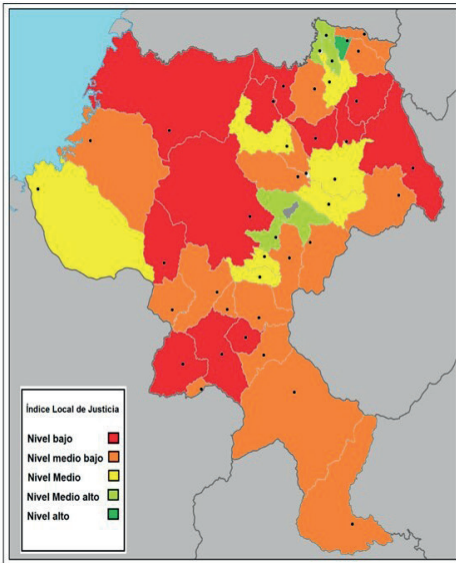 Índice Local de Justicia
Nivel bajo
Nivel medio bajo
Nivel Medio
Nivel Medio alto
Nivel alto